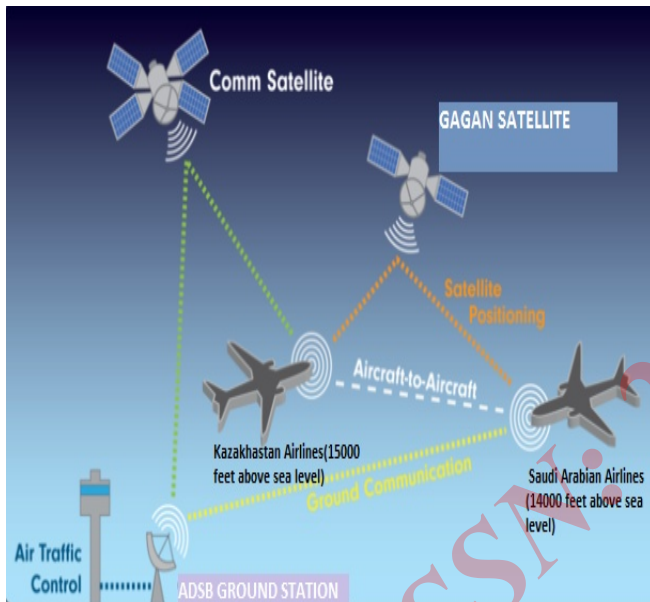 Comm Satellite
GAGAN SATELLITE
Satellite
Positioning
Aircraft-to-Aircraft
Kazakhastan Airlines(15000
feet above sea level)
Ground Communication
Saudi Arabian Airlines
(14000 feet above sea
level)
Air Traffic
Control
ADSB GROUND STATION
SSN: